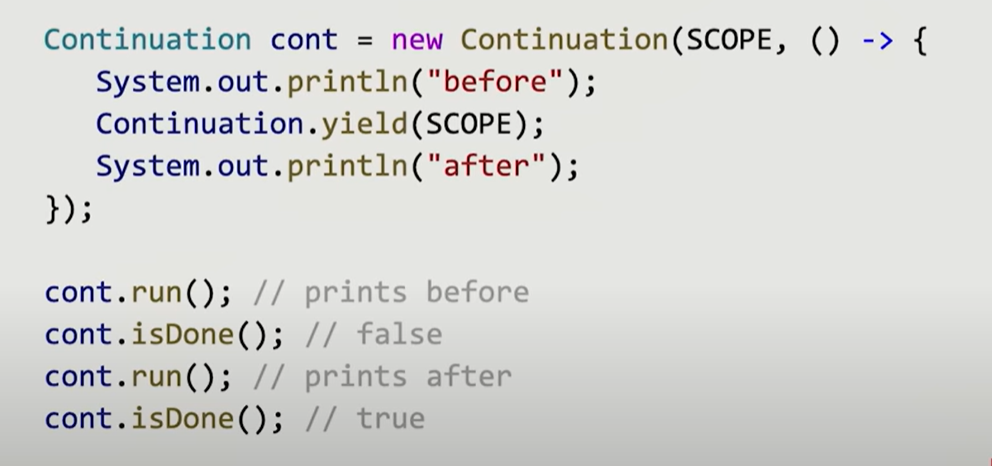 Continuation cont = new Continuation(SCOPE, () -> {
   System.out.println("before");
   Continuation.yield(SCOPE);
   System.out.println("after");
});

cont.run(); // prints before
cont.isDone(); // false
cont.run(); // prints after
cont.isDone(); // true